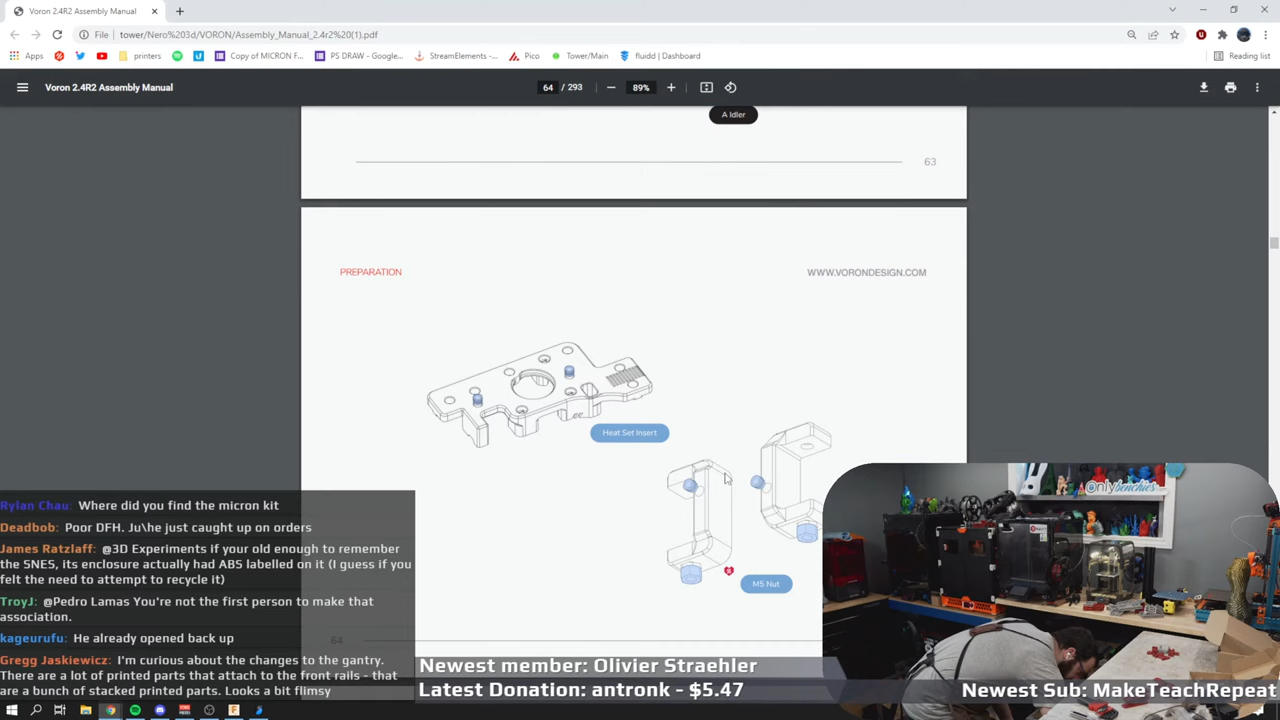 Voron 2.4R2 Assembly Manual
File
tower/Nero%203d/VORON/Assembly_Manual_2.4r2%20(1).pdf
Apps
printers
Copy of MICRON F...
PS DRAW - Google...
StreamElements -...
Pico
Tower/Main
fluidd | Dashboard
Reading list
Voron 2.4R2 Assembly Manual
64 / 293
89%
A Idler
63
PREPARATION
WWW.VORONDESIGN.COM
Heat Set Insert
M5 Nut
64
Rylan Chau: Where did you find the micron kit
Deadbob: Poor DFH. Ju\he just caught up on orders
James Ratzlaff: @3D Experiments if your old enough to remember
the SNES, its enclosure actually had ABS labelled on it (I guess if you
felt the need to attempt to recycle it)
TroyJ: @Pedro Lamas You're not the first person to make that
association.
kageurufu: He already opened back up
Gregg Jaskiewicz: I'm curious about the changes to the gantry.
There are a lot of printed parts that attach to the front rails - that
are a bunch of stacked printed parts. Looks a bit flimsy
@nlybenchies
Newest member: Olivier Straehler
Latest Donation: antronk - $5.47
Newest Sub: MakeTeachRepeat